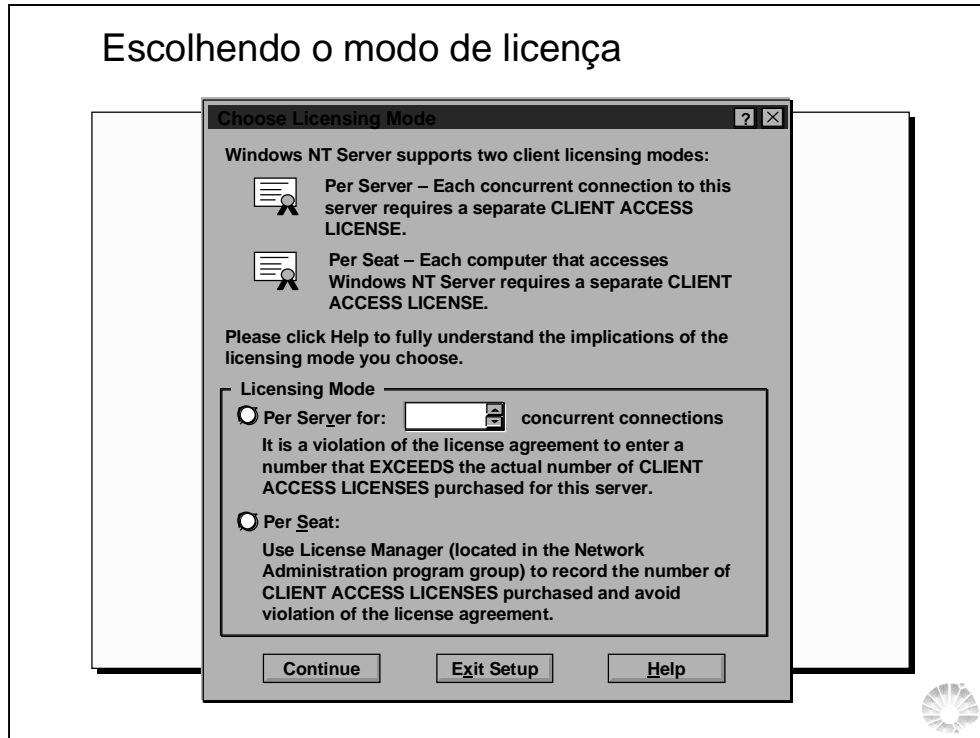 Escolhendo o modo de licença
Choose Licensing Mode
?
Windows NT Server supports two client licensing modes:
Per Server – Each concurrent connection to this
server requires a separate CLIENT ACCESS
LICENSE.
Per Seat – Each computer that accesses
Windows NT Server requires a separate CLIENT
ACCESS LICENSE.
Please click Help to fully understand the implications of the
licensing mode you choose.
Licensing Mode
Per Server for: concurrent connections
It is a violation of the license agreement to enter a
number that EXCEEDS the actual number of CLIENT
ACCESS LICENSES purchased for this server.
Per Seat:
Use License Manager (located in the Network
Administration program group) to record the number of
CLIENT ACCESS LICENSES purchased and avoid
violation of the license agreement.
Continue Exit Setup Help